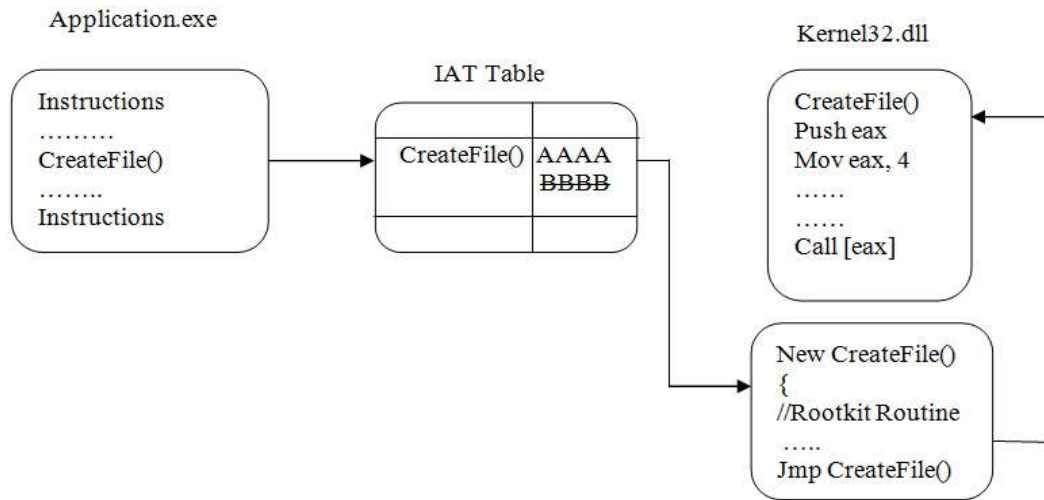 Application.exe
Instructions
………
CreateFile()
……..
Instructions
IAT Table
CreateFile() AAAA
BBBB
Kernel32.dll
CreateFile()
Push eax
Mov eax, 4
……
……
Call [eax]
New CreateFile()
{
//Rootkit Routine
…..
Jmp CreateFile()